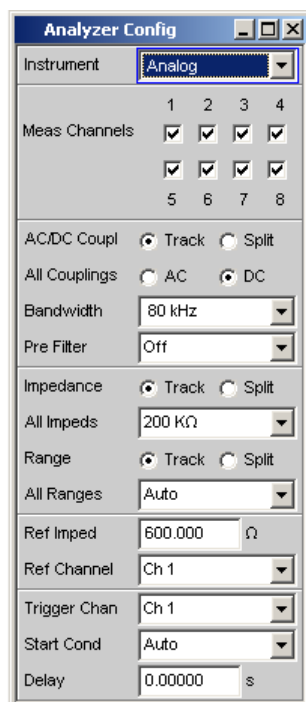 Analyzer Config
Instrument Analog
1 2 3 4
Meas Channels
5 6 7 8
AC/DC Coupl Track Split
All Couplings AC DC
Bandwidth 80 kHz
Pre Filter Off
Impedance Track Split
All Impeds 200 KΩ
Range Track Split
All Ranges Auto
Ref Imped 600.000 Ω
Ref Channel Ch 1
Trigger Chan Ch 1
Start Cond Auto
Delay 0.00000 s